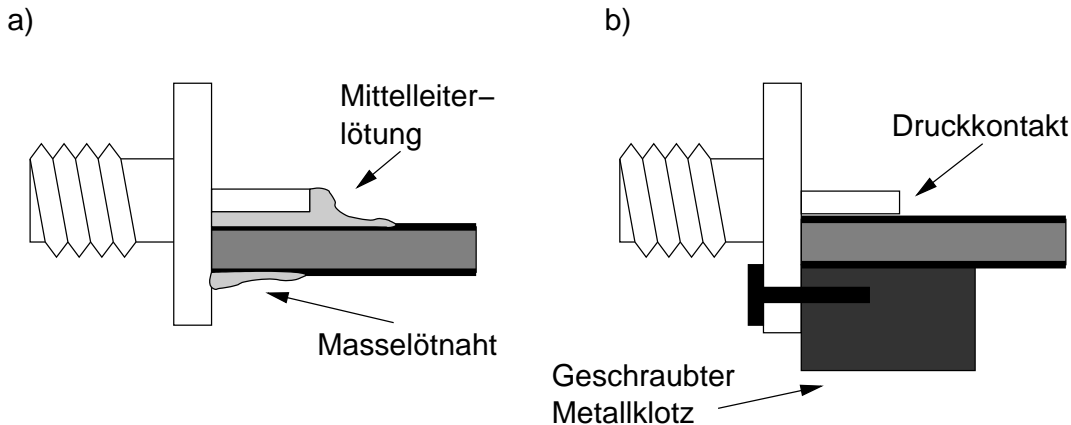 a)
Mittelleiter–
lötung
Masselötnaht
b)
Druckkontakt
Geschraubter
Metallklotz